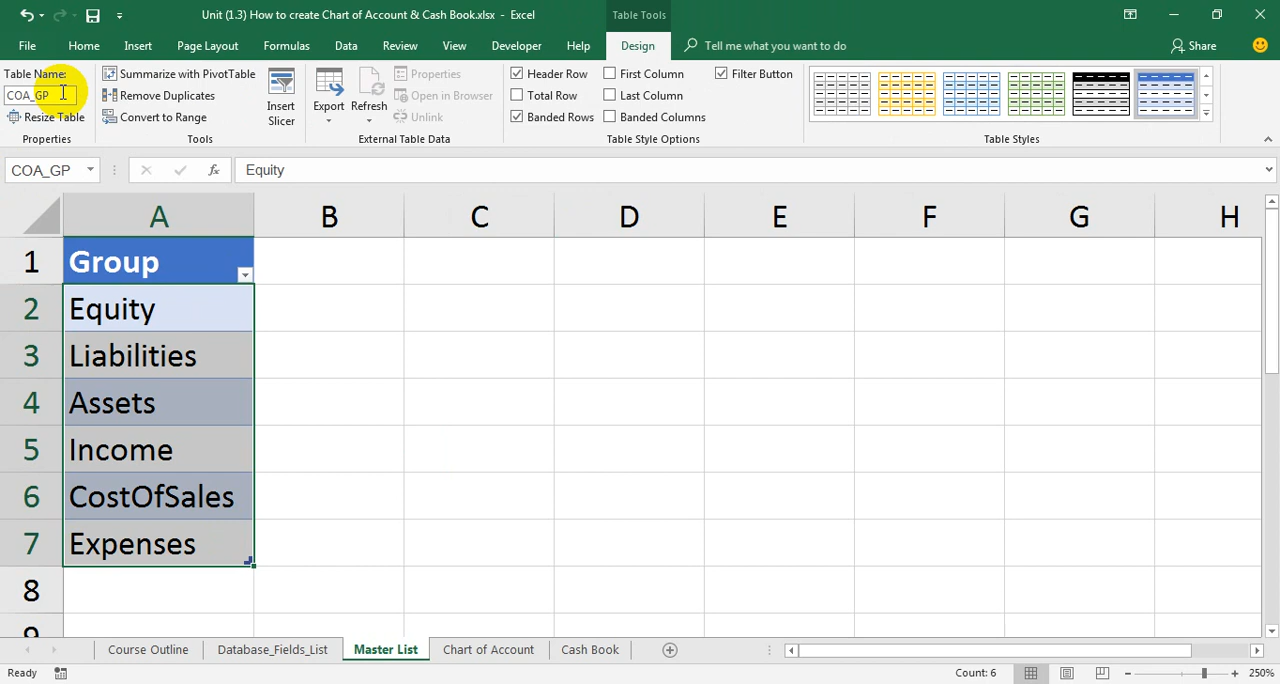 Unit (1.3) How to create Chart of Account & Cash Book.xlsx - Excel
Table Tools
File Home Insert Page Layout Formulas Data Review View Developer Help Design Tell me what you want to do Share
Table Name:
COA_GP
Resize Table
Properties
Summarize with PivotTable
Remove Duplicates
Convert to Range
Insert Slicer
Tools
Export Refresh
Properties
Open in Browser
Unlink
External Table Data
Header Row First Column Filter Button
Total Row Last Column
Banded Rows Banded Columns
Table Style Options
Table Styles
COA_GP fx Equity
A B C D E F G H
1 Group
2 Equity
3 Liabilities
4 Assets
5 Income
6 CostOfSales
7 Expenses
8
9
Course Outline Database_Fields_List Master List Chart of Account Cash Book
Ready Count: 6 250%